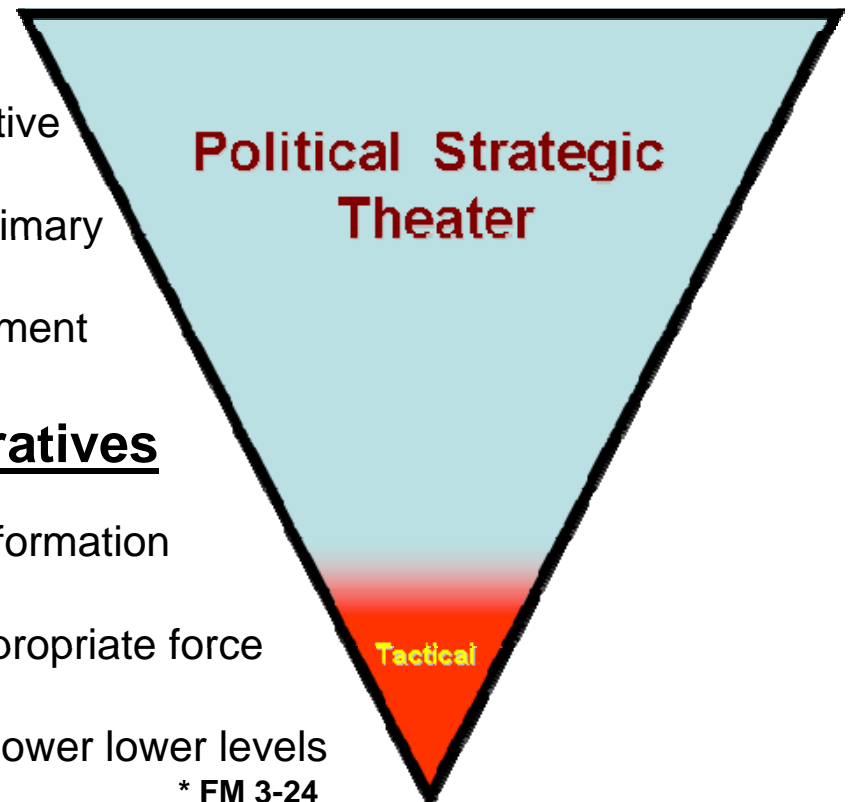 tive
Political Strategic
imary
Theater
ment
ratives
formation
propriate force
Tactical
ower lower levels
* FM 3-24